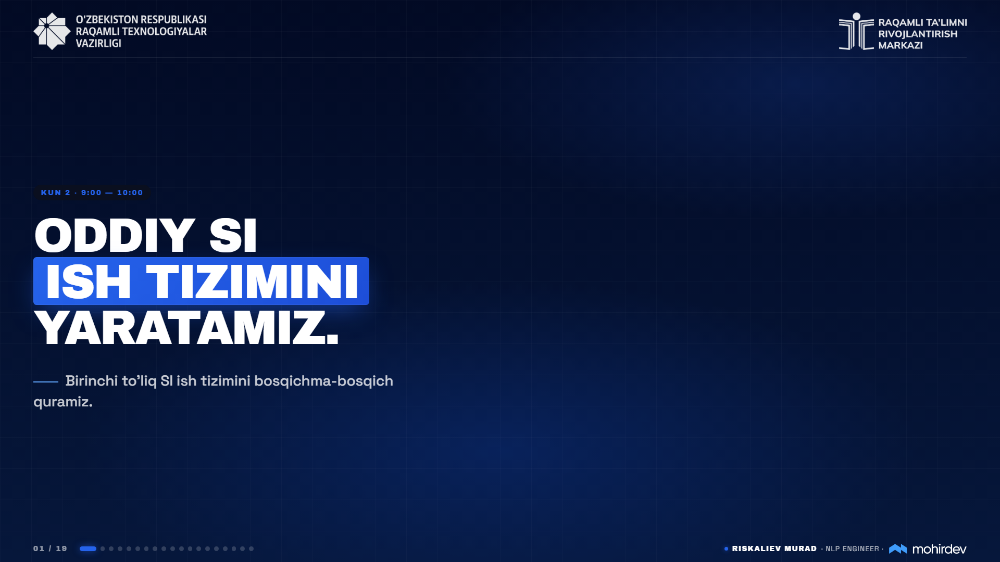 O'ZBEKISTON RESPUBLIKASI
RAQAMLI TEXNOLOGIYALAR
VAZIRLIGI
RAQAMLI TA’LIMNI
RIVOJLANTIRISH
MARKAZI
KUN 2 · 9:00 — 10:00
ODDIY SI
ISH TIZIMINI
YARATAMIZ.
Birinchi to’liq SI ish tizimini bosqichma-bosqich
quramiz.
01 / 19
RISKALIEV MURAD · NLP ENGINEER · mohirdev